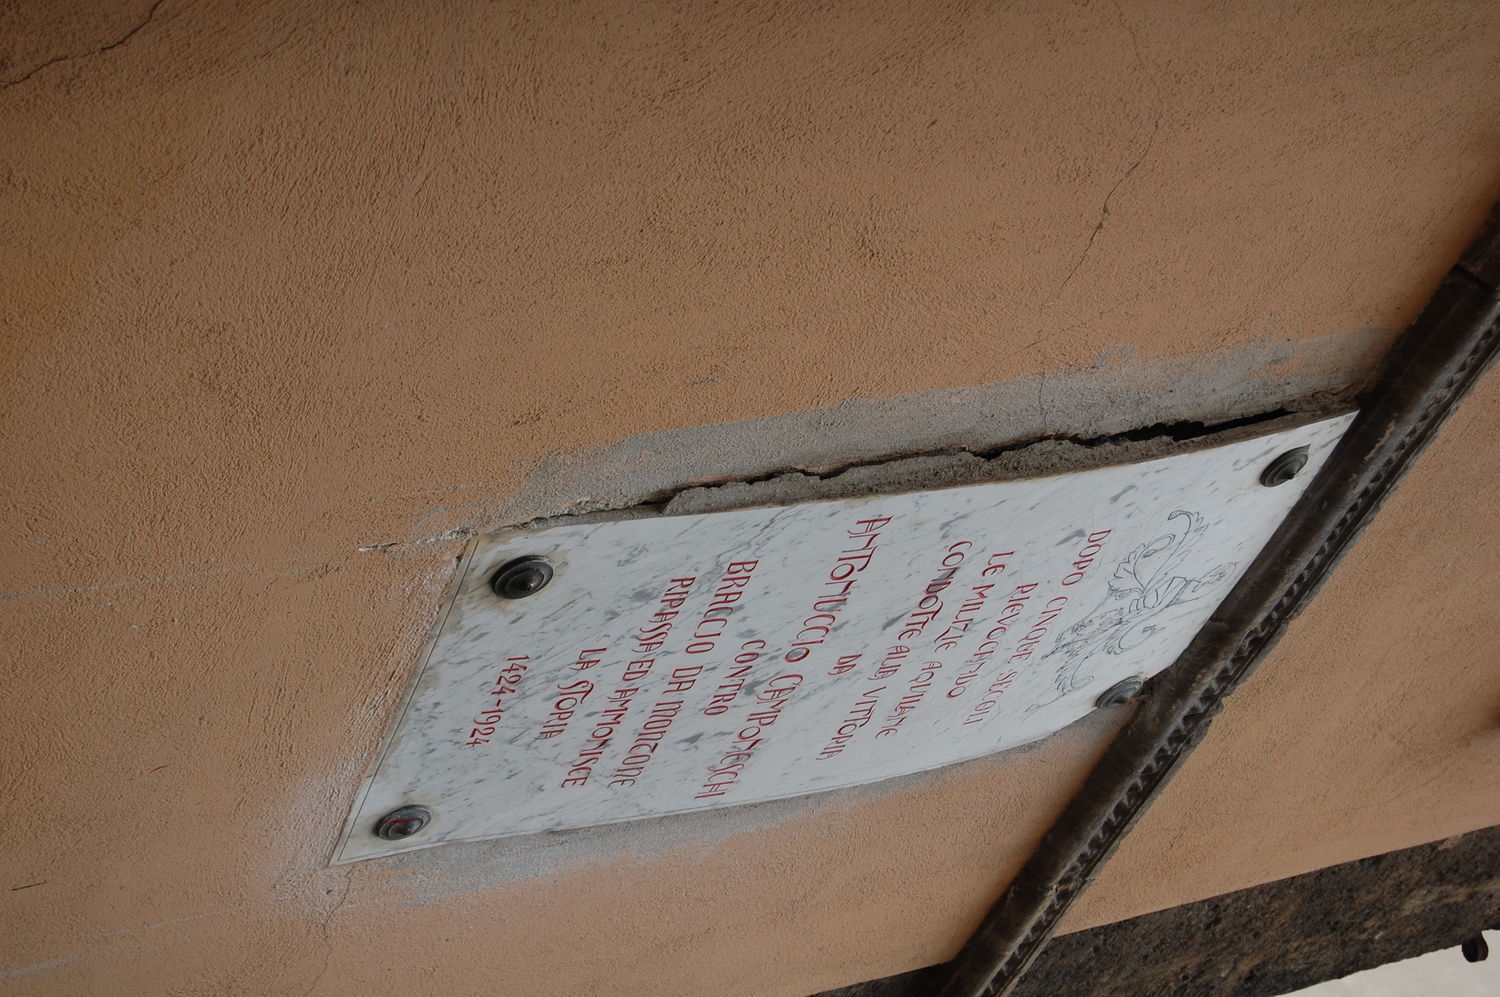 DOPO CINQUE SECOLI
RIEVOCANDO
LE MILIZIE AQUILANE
CONDOTTE ALLA VITTORIA
DA
ANTONUCCIO CAMPONESCHI
CONTRO
BRACCIO DA MONTONE
RIPASSA ED AMMONISCE
LA STORIA
1424-1924